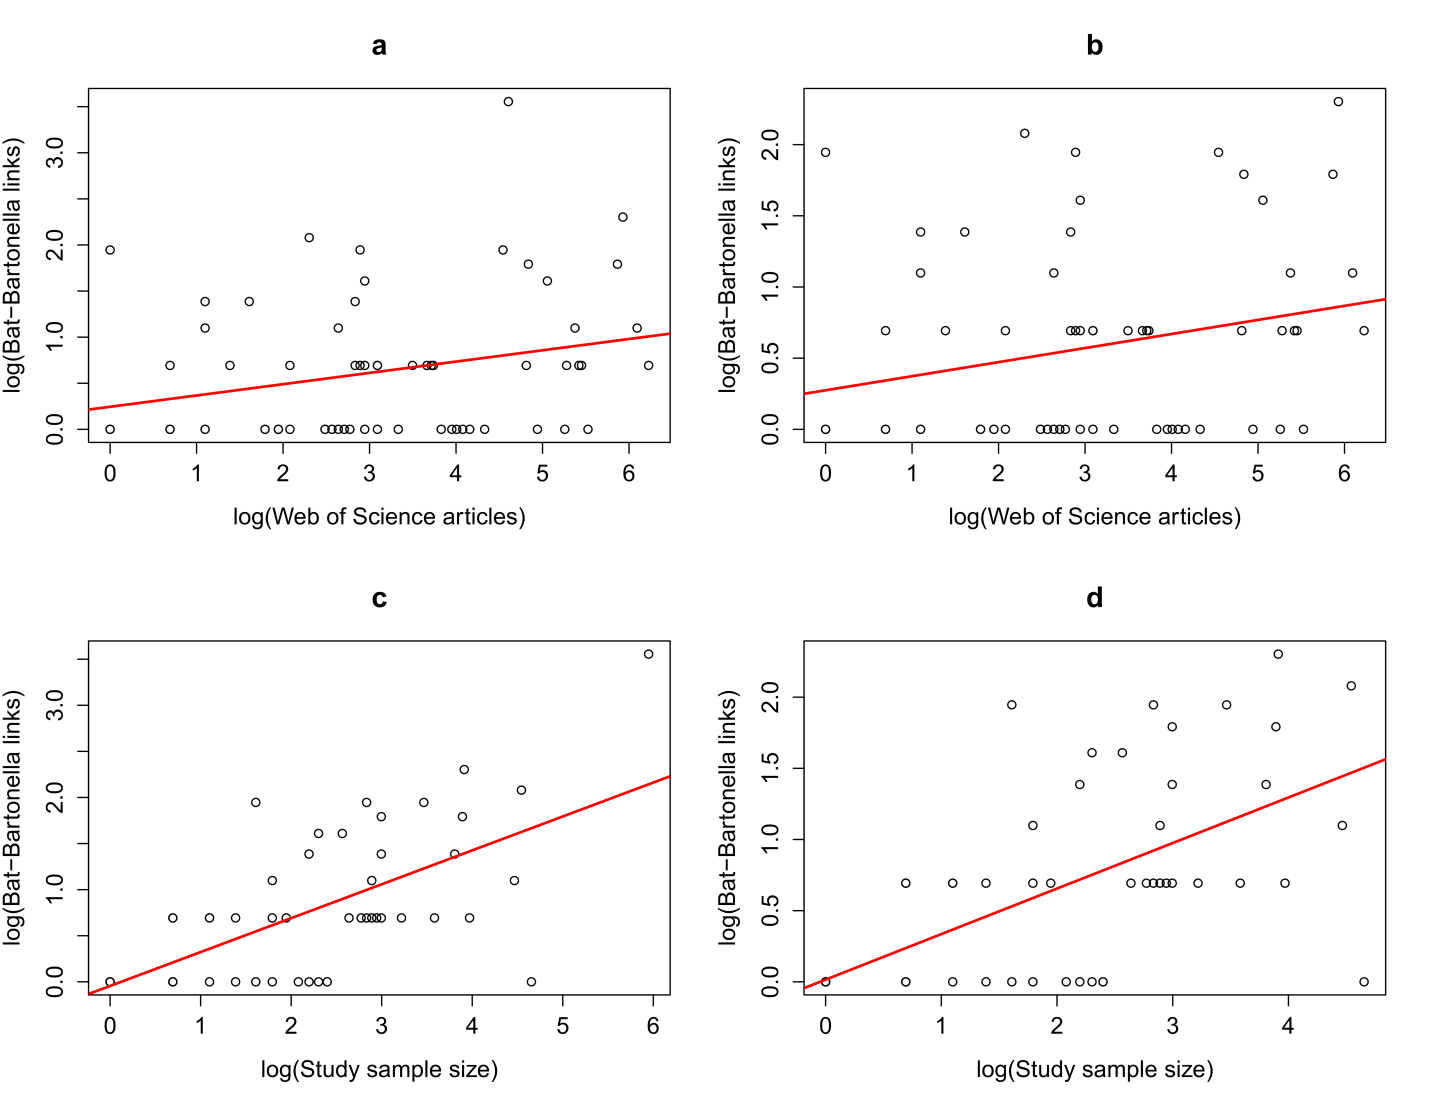 a
log(Bat−Bartonella links)
0.0 1.0 2.0 3.0
0 1 2 3 4 5 6
log(Web of Science articles)
b
log(Bat−Bartonella links)
0.0 0.5 1.0 1.5 2.0
0 1 2 3 4 5 6
log(Web of Science articles)
c
log(Bat−Bartonella links)
0.0 1.0 2.0 3.0
0 1 2 3 4 5 6
log(Study sample size)
d
log(Bat−Bartonella links)
0.0 0.5 1.0 1.5 2.0
0 1 2 3 4
log(Study sample size)